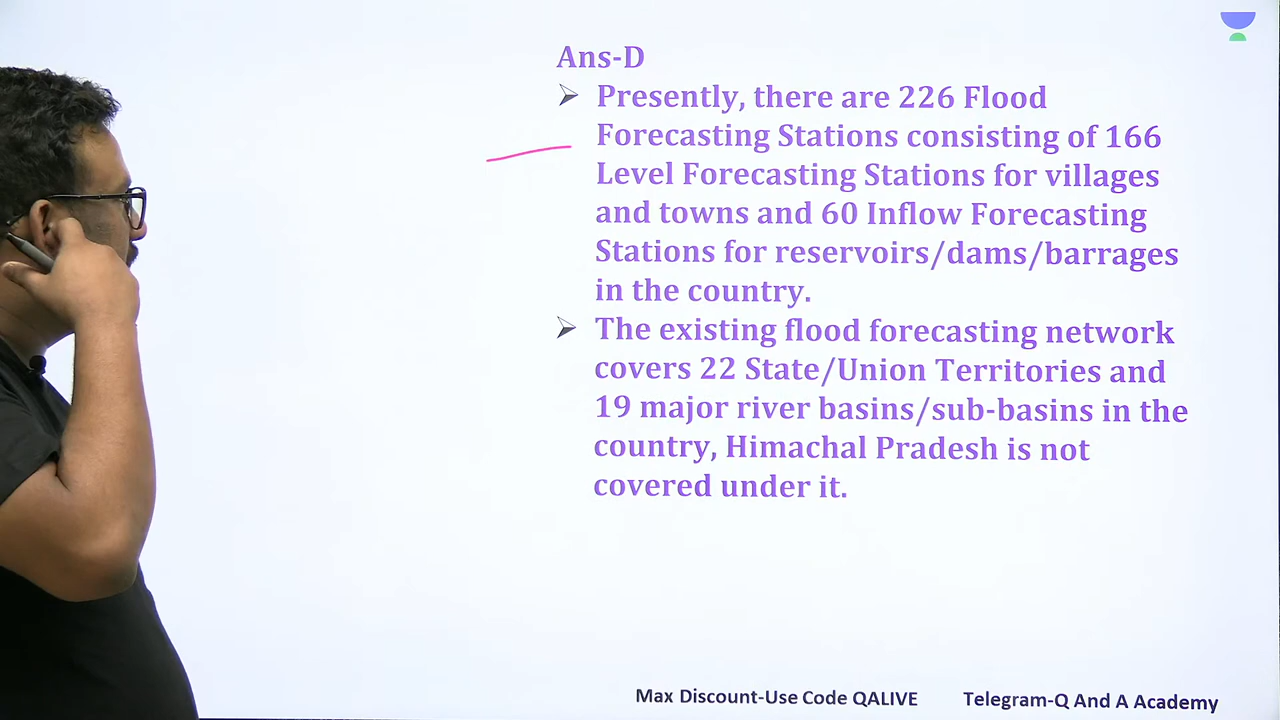 Ans-D
➢ Presently, there are 226 Flood
Forecasting Stations consisting of 166
Level Forecasting Stations for villages
and towns and 60 Inflow Forecasting
Stations for reservoirs/dams/barrages
in the country.
➢ The existing flood forecasting network
covers 22 State/Union Territories and
19 major river basins/sub-basins in the
country, Himachal Pradesh is not
covered under it.
Max Discount-Use Code QALIVE
Telegram-Q And A Academy